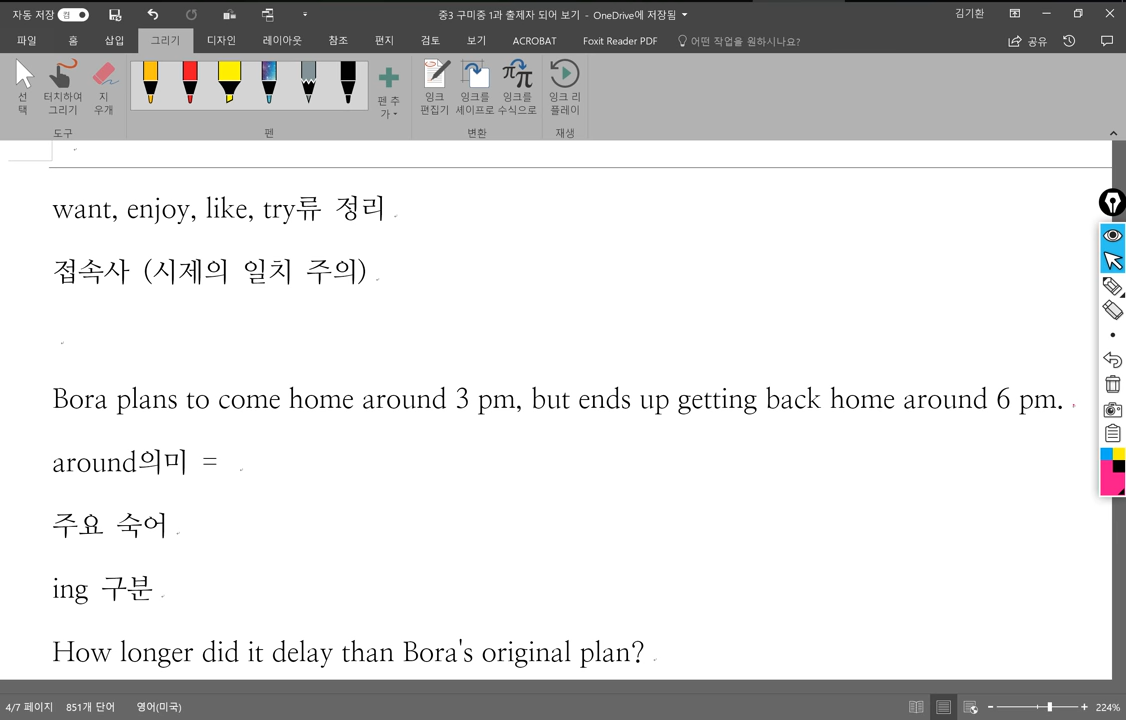 자동 저장 켬 중3 구미중 1과 출제자 되어 보기 - OneDrive에 저장됨 김기환
파일 홈 삽입 그리기 디자인 레이아웃 참조 편지 검토 보기 ACROBAT Foxit Reader PDF 어떤 작업을 원하시나요? 공유
선택 터치하여 그리기 지우개 펜 추가 잉크 편집기 잉크를 셰이프로 잉크를 수식으로 잉크 리플레이
도구 펜 변환 재생
want, enjoy, like, try류 정리
접속사 (시제의 일치 주의)
Bora plans to come home around 3 pm, but ends up getting back home around 6 pm.
around의미 =
주요 숙어
ing 구분
How longer did it delay than Bora's original plan?
4/7 페이지 851개 단어 영어(미국) 224%